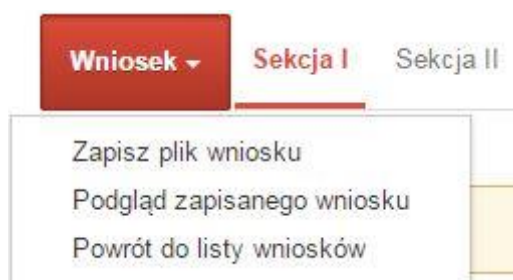 Wniosek Sekcja I Sekcja II
Zapisz plik wniosku
Podgląd zapisanego wniosku
Powrót do listy wniosków